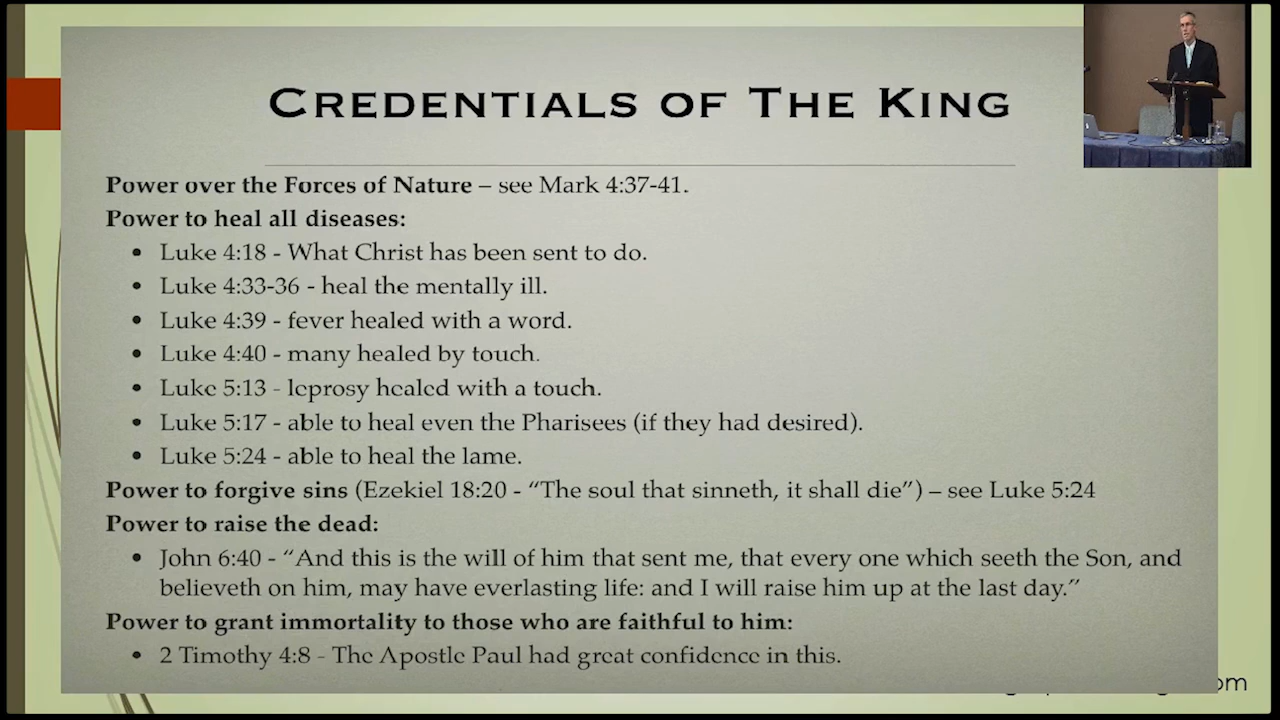 CREDENTIALS OF THE KING
Power over the Forces of Nature – see Mark 4:37-41.
Power to heal all diseases:
• Luke 4:18 - What Christ has been sent to do.
• Luke 4:33-36 - heal the mentally ill.
• Luke 4:39 - fever healed with a word.
• Luke 4:40 - many healed by touch.
• Luke 5:13 - leprosy healed with a touch.
• Luke 5:17 - able to heal even the Pharisees (if they had desired).
• Luke 5:24 - able to heal the lame.
Power to forgive sins (Ezekiel 18:20 - “The soul that sinneth, it shall die”) – see Luke 5:24
Power to raise the dead:
• John 6:40 - “And this is the will of him that sent me, that every one which seeth the Son, and
believeth on him, may have everlasting life: and I will raise him up at the last day.”
Power to grant immortality to those who are faithful to him:
• 2 Timothy 4:8 - The Apostle Paul had great confidence in this.